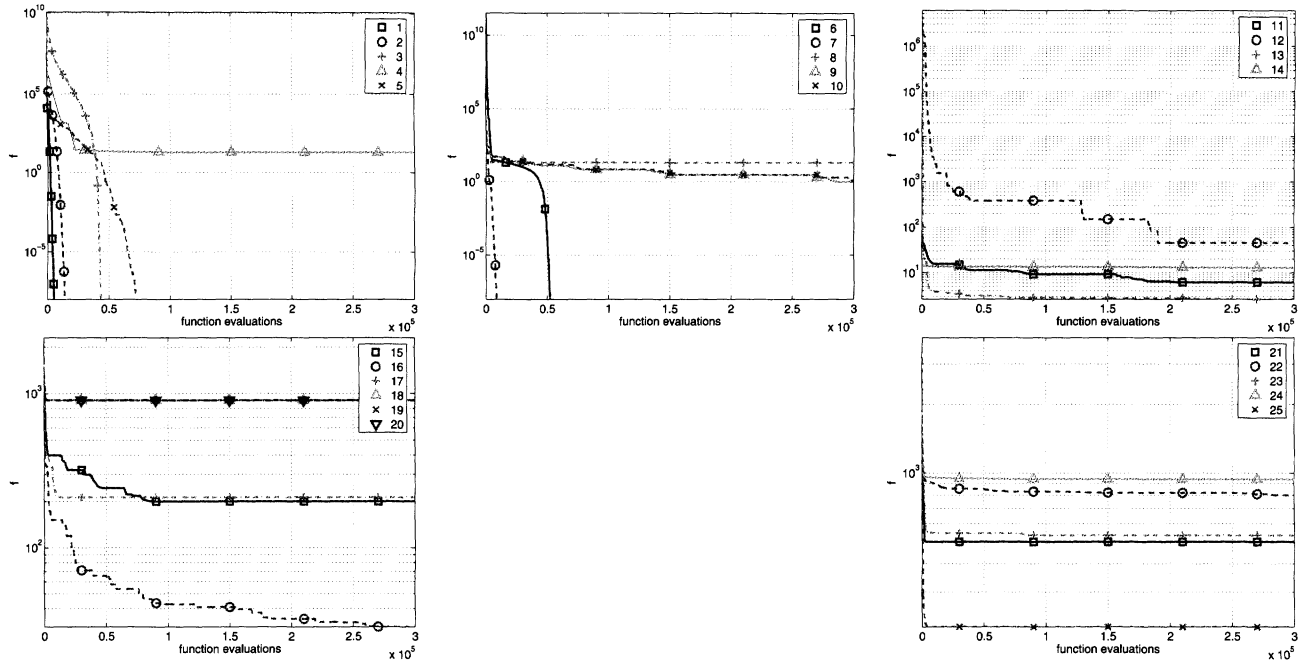 10^10
10^5
10^0
10^-5
f
0 0.5 1 1.5 2 2.5 3
function evaluations
x 10^5
1
2
3
4
5
10^10
10^5
10^0
10^-5
f
0 0.5 1 1.5 2 2.5 3
function evaluations
x 10^5
6
7
8
9
10
10^6
10^5
10^4
10^3
10^2
10^1
f
0 0.5 1 1.5 2 2.5 3
function evaluations
x 10^5
11
12
13
14
10^3
10^2
f
0 0.5 1 1.5 2 2.5 3
function evaluations
x 10^5
15
16
17
18
19
20
10^3
f
0 0.5 1 1.5 2 2.5 3
function evaluations
x 10^5
21
22
23
24
25